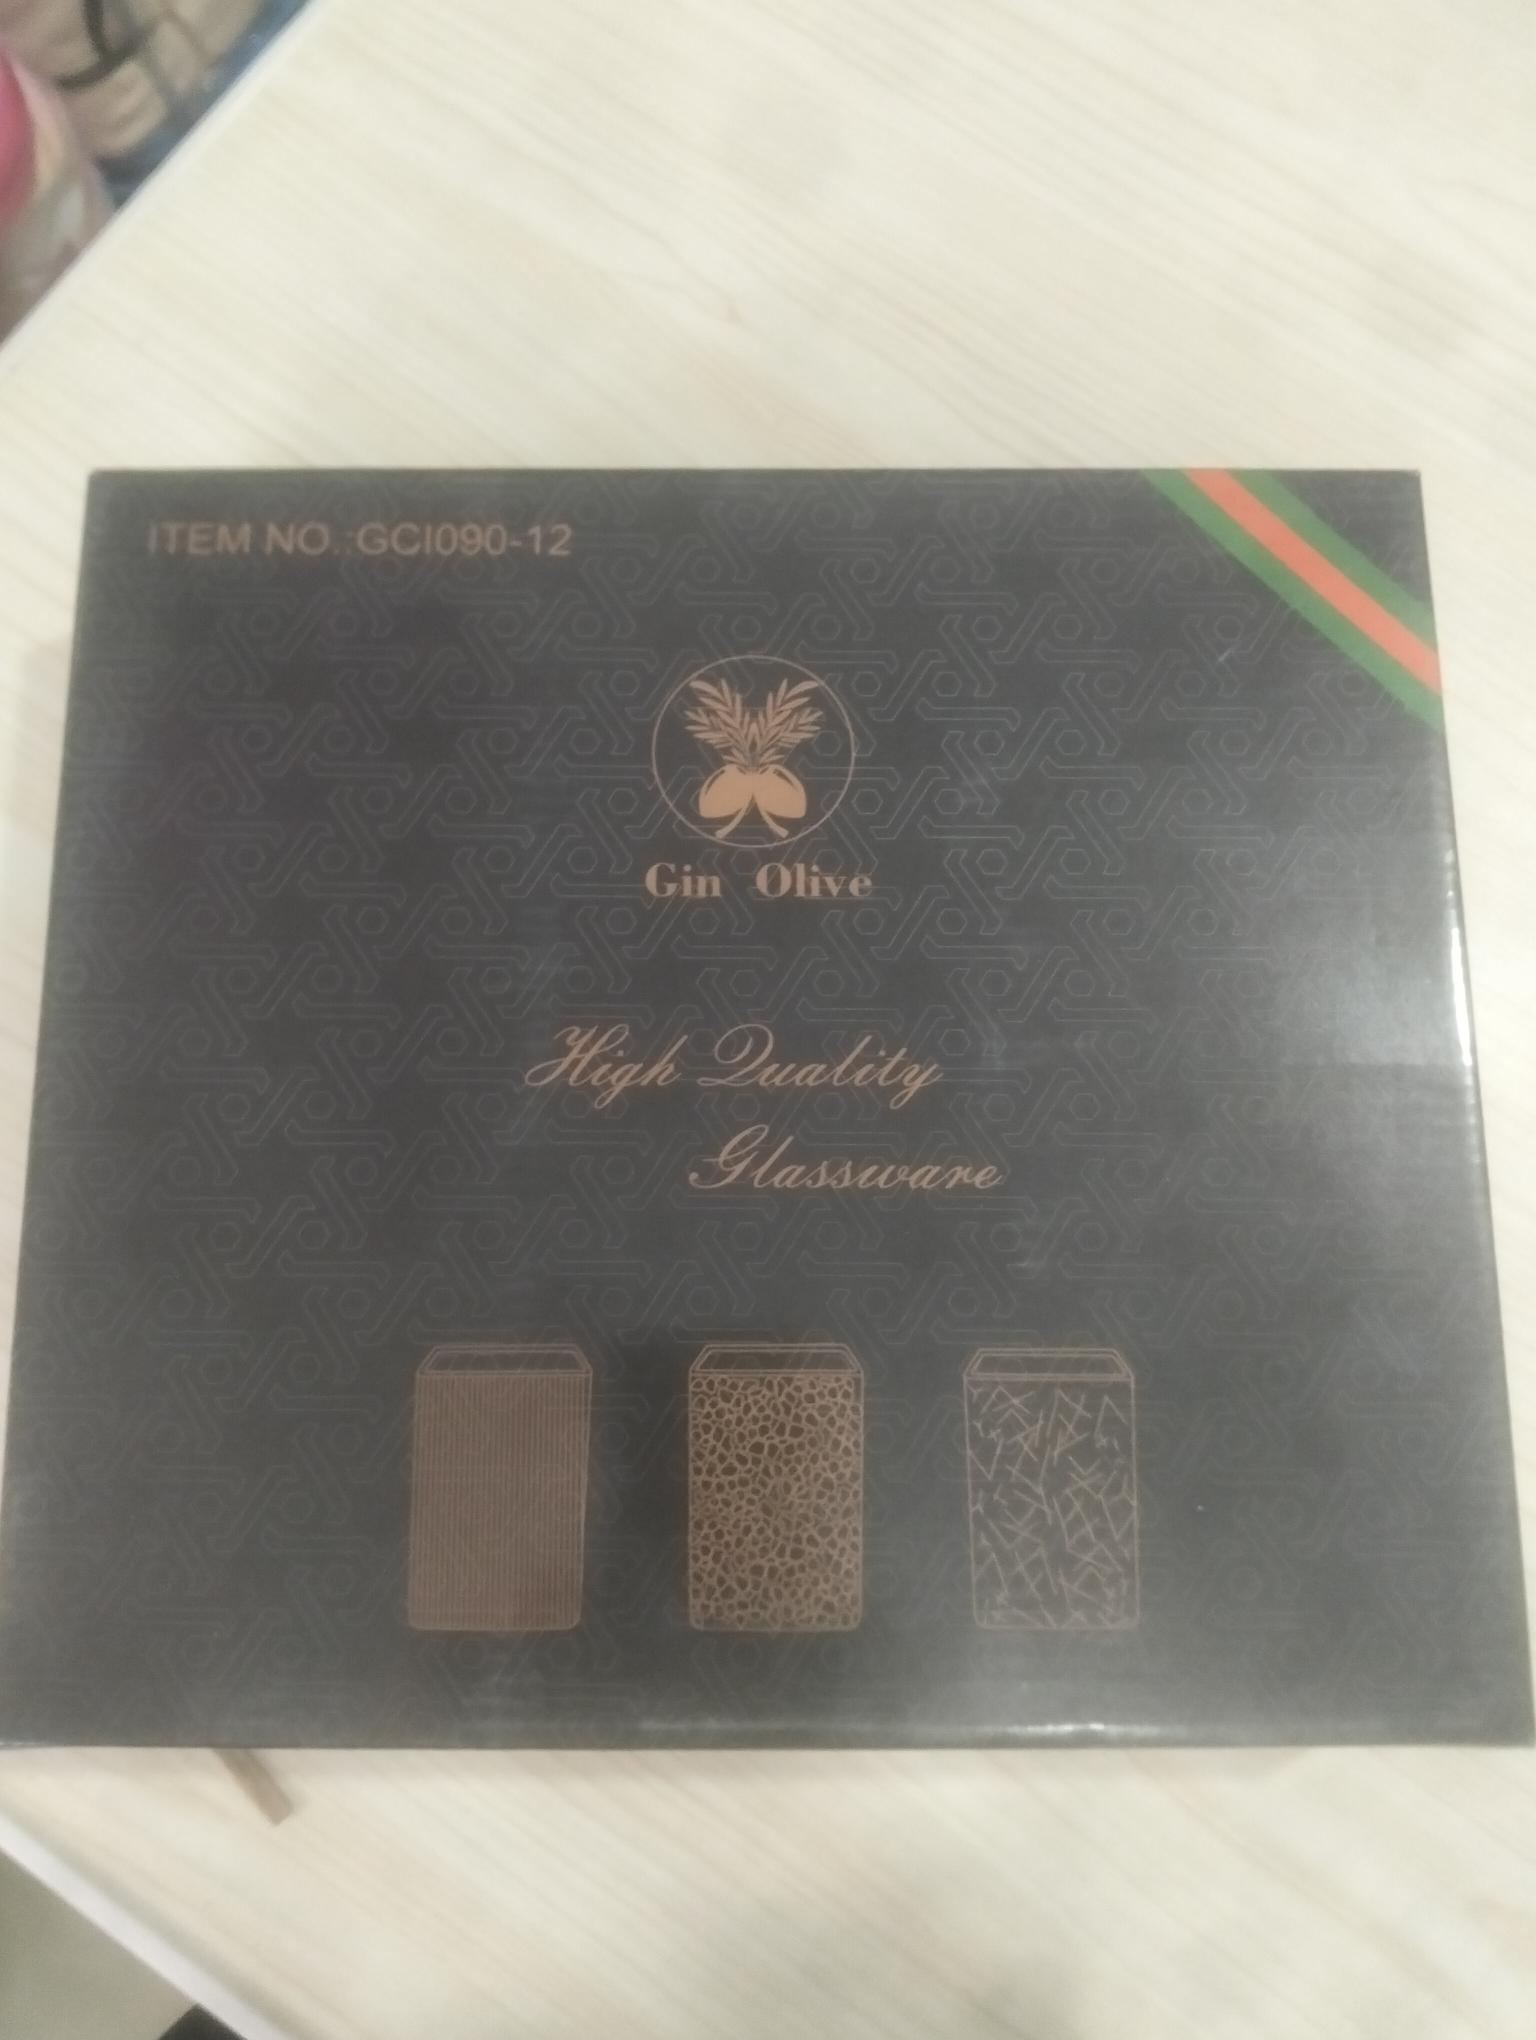 ITEM NO.:GCI090-12
Gin Olive
High Quality
Glassware